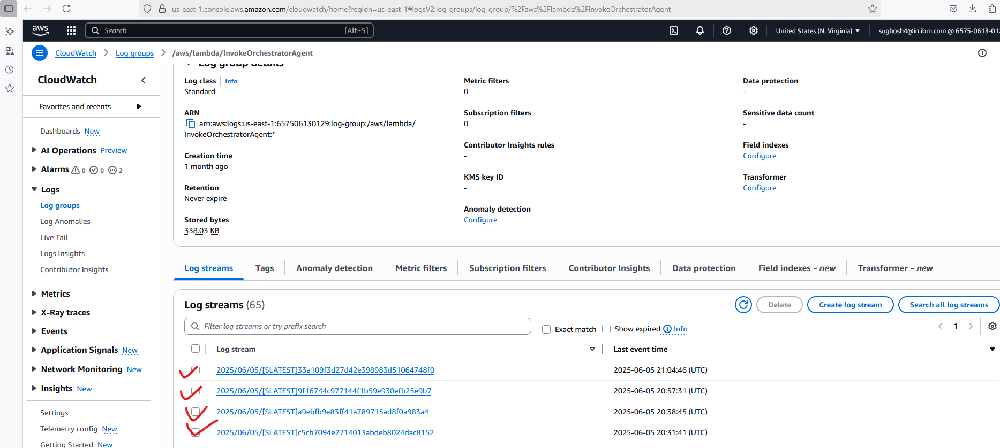 us-east-1.console.aws.amazon.com/cloudwatch/home?region=us-east-1#logsV2:log-groups/log-group/%2Faws%2Flambda%2FInvokeOrchestratorAgent
aws Search [Alt+S] United States (N. Virginia) sughosh4@in.ibm.com @ 6575-0613-012
CloudWatch Log groups /aws/lambda/InvokeOrchestratorAgent
CloudWatch
Favorites and recents
Dashboards New
AI Operations Preview
Alarms 0 0 2
Logs
Log groups
Log Anomalies
Live Tail
Logs Insights
Contributor Insights
Metrics
X-Ray traces
Events
Application Signals New
Network Monitoring New
Insights New
Settings
Telemetry config New
Getting Started New
Log group details
Log class Info
Standard
ARN
arn:aws:logs:us-east-1:657506130129:log-group:/aws/lambda/
InvokeOrchestratorAgent:*
Creation time
1 month ago
Retention
Never expire
Stored bytes
338.03 KB
Metric filters
0
Subscription filters
0
Contributor Insights rules
-
KMS key ID
-
Anomaly detection
Configure
Data protection
-
Sensitive data count
-
Field indexes
Configure
Transformer
Configure
Log streams Tags Anomaly detection Metric filters Subscription filters Contributor Insights Data protection Field indexes - new Transformer - new
Log streams (65)
Delete Create log stream Search all log streams
Filter log streams or try prefix search Exact match Show expired Info 1
Log stream Last event time
2025/06/05/[$LATEST]33a109f3d27d42e398983d51064748f0 2025-06-05 21:04:46 (UTC)
2025/06/05/[$LATEST]9f16744c977144f1b59e930efb25e9b7 2025-06-05 20:57:31 (UTC)
2025/06/05/[$LATEST]a9ebfb9e83ff41a789715ad8f0a983a4 2025-06-05 20:38:45 (UTC)
2025/06/05/[$LATEST]c5cb7094e2714013abdeb8024dac8152 2025-06-05 20:31:41 (UTC)